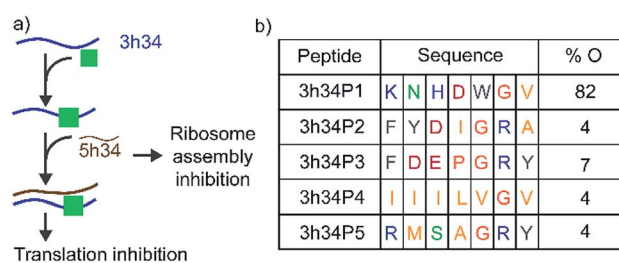 a)
3h34
5h34
Ribosome
assembly
inhibition
Translation inhibition
b)
Peptide Sequence % O
3h34P1 K N H D W G V 82
3h34P2 F Y D I G R A 4
3h34P3 F D E P G R Y 7
3h34P4 I I I L V G V 4
3h34P5 R M S A G R Y 4